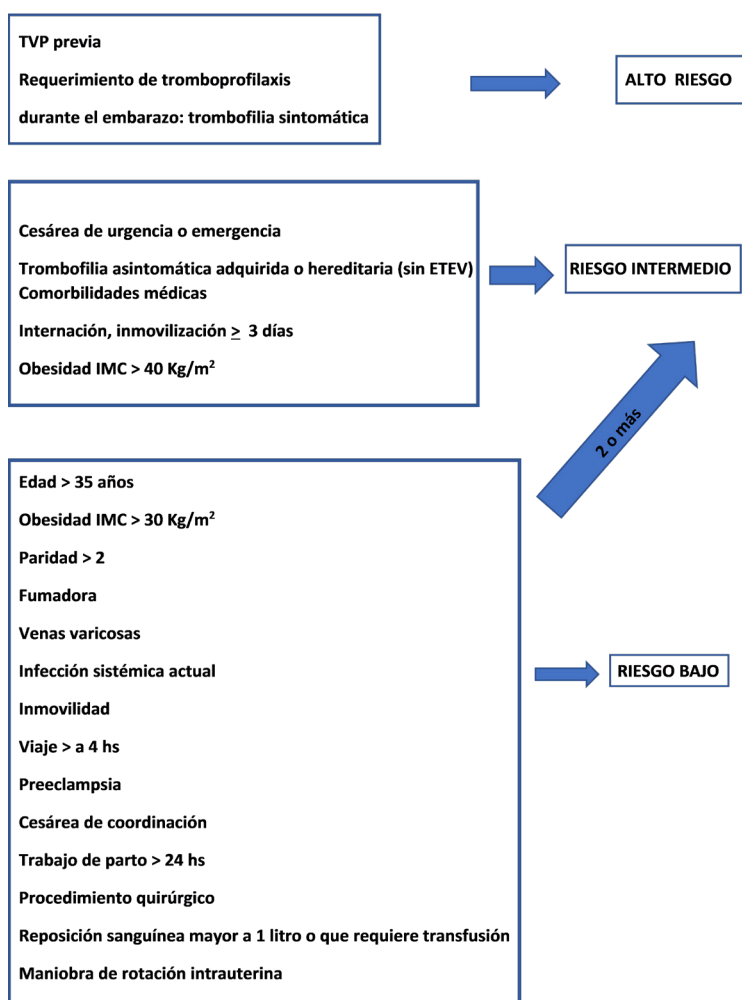 TVP previa
Requerimiento de tromboprofilaxis
durante el embarazo: trombofilia sintomática
ALTO RIESGO
Cesárea de urgencia o emergencia
Trombofilia asintomática adquirida o hereditaria (sin ETEV)
Comorbilidades médicas
Internación, inmovilización ≥ 3 días
Obesidad IMC > 40 Kg/m²
RIESGO INTERMEDIO
2 o más
Edad > 35 años
Obesidad IMC > 30 Kg/m²
Paridad > 2
Fumadora
Venas varicosas
Infección sistémica actual
Inmovilidad
Viaje > a 4 hs
Preeclampsia
Cesárea de coordinación
Trabajo de parto > 24 hs
Procedimiento quirúrgico
Reposición sanguínea mayor a 1 litro o que requiere transfusión
Maniobra de rotación intrauterina
RIESGO BAJO